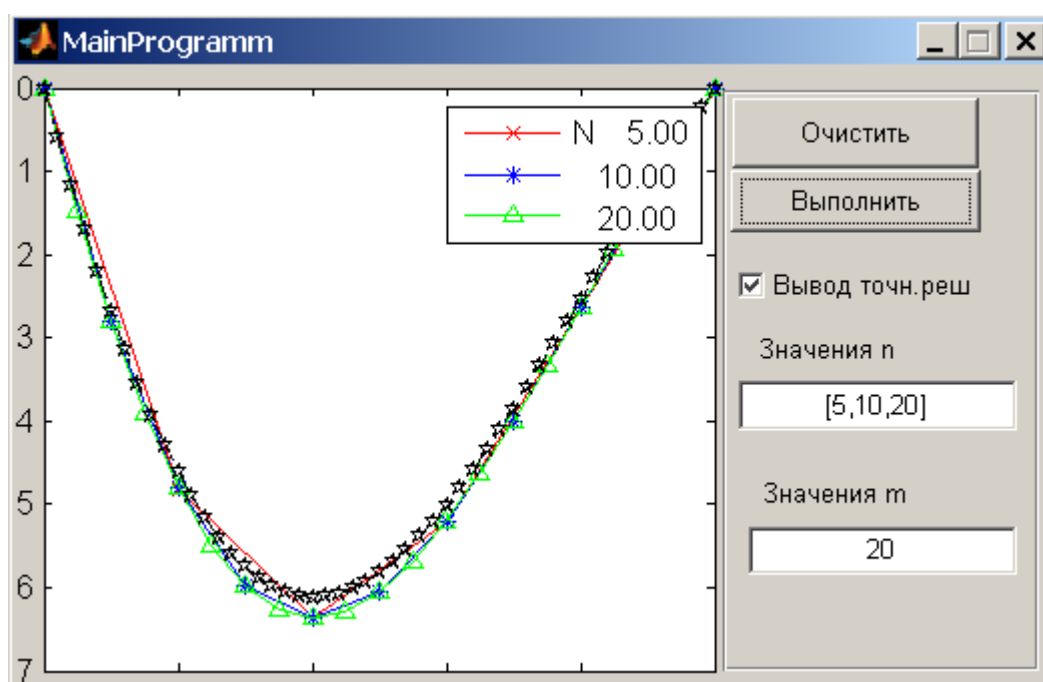 MainProgramm
0
1
2
3
4
5
6
7
N 5.00
10.00
20.00
Очистить
Выполнить
Вывод точн.реш
Значения n
[5,10,20]
Значения m
20